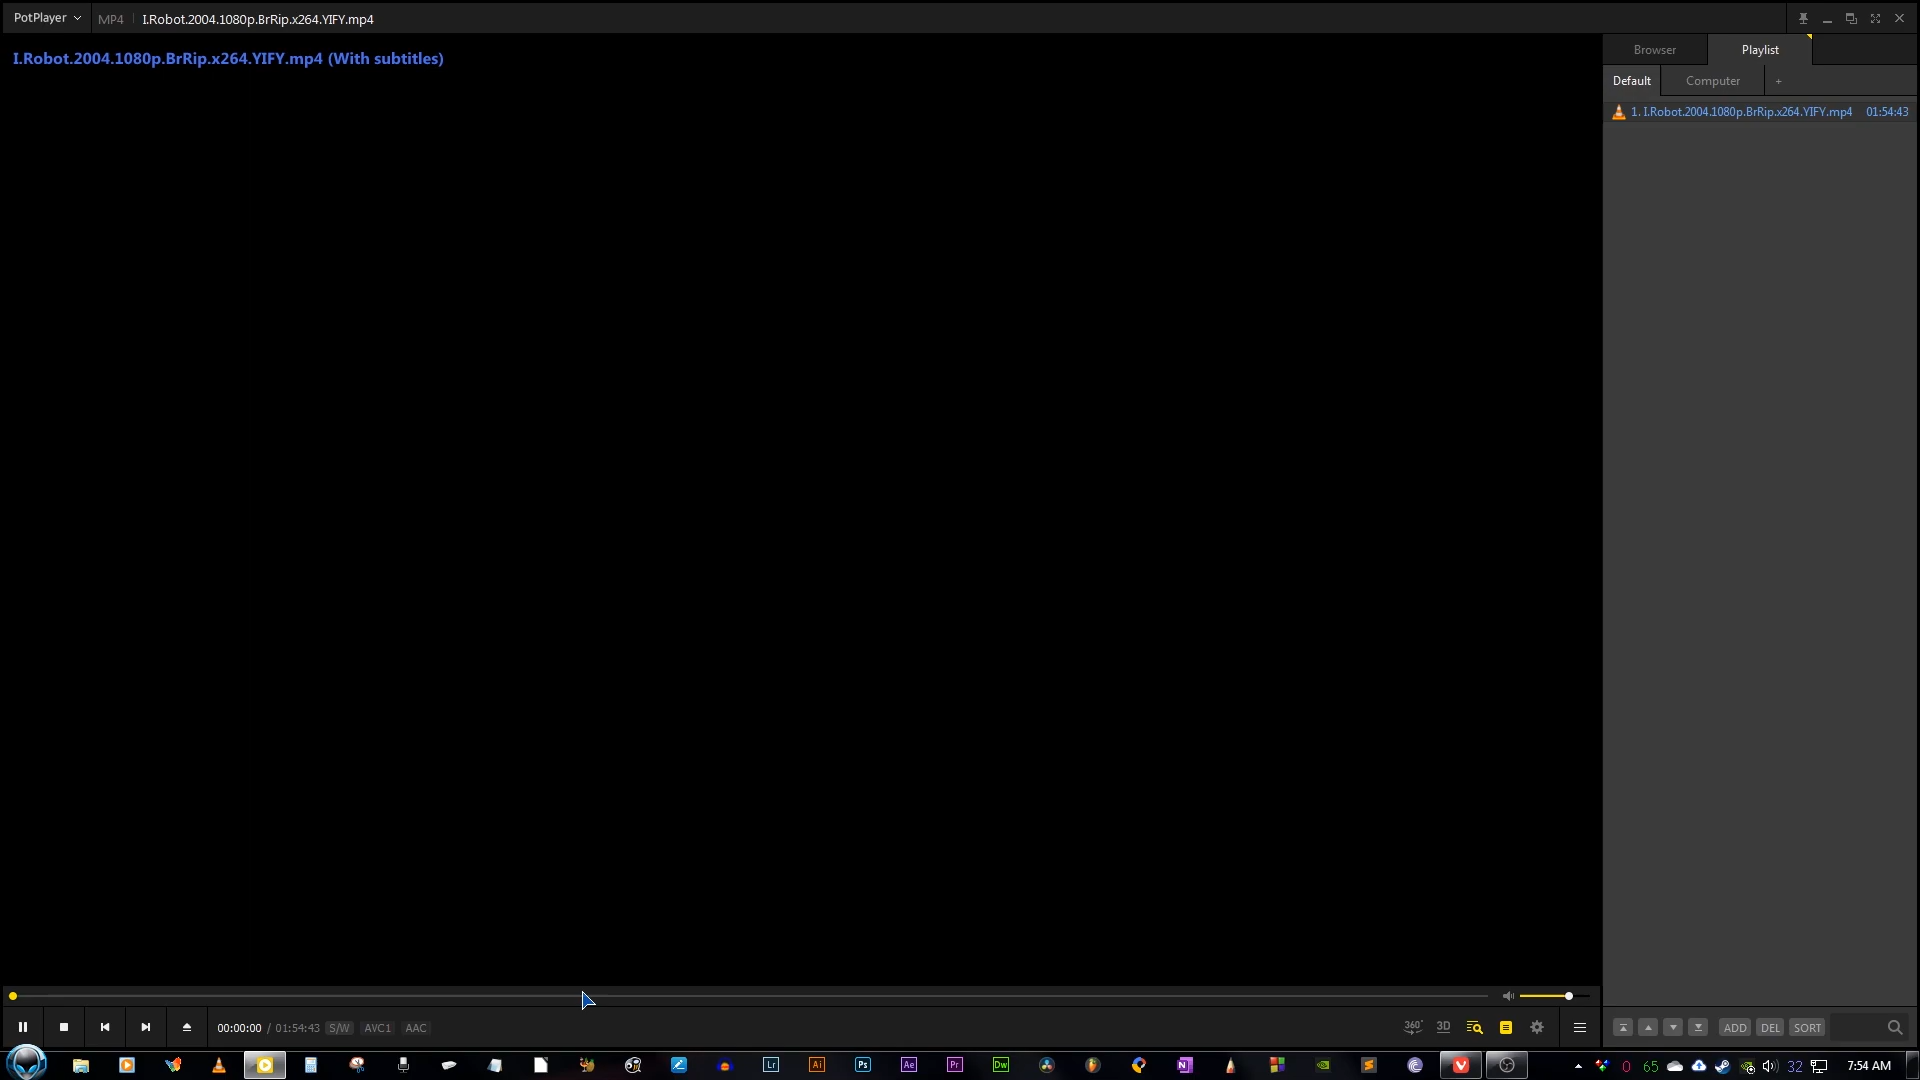 PotPlayer MP4 I.Robot.2004.1080p.BrRip.x264.YIFY.mp4
I.Robot.2004.1080p.BrRip.x264.YIFY.mp4 (With subtitles)
Browser Playlist
Default Computer +
1. I.Robot.2004.1080p.BrRip.x264.YIFY.mp4 01:54:43
00:00:00 / 01:54:43 S/W AVC1 AAC
360° 3D
ADD DEL SORT
Lr Ai Ps Ae Pr Dw N
0 65 32 7:54 AM